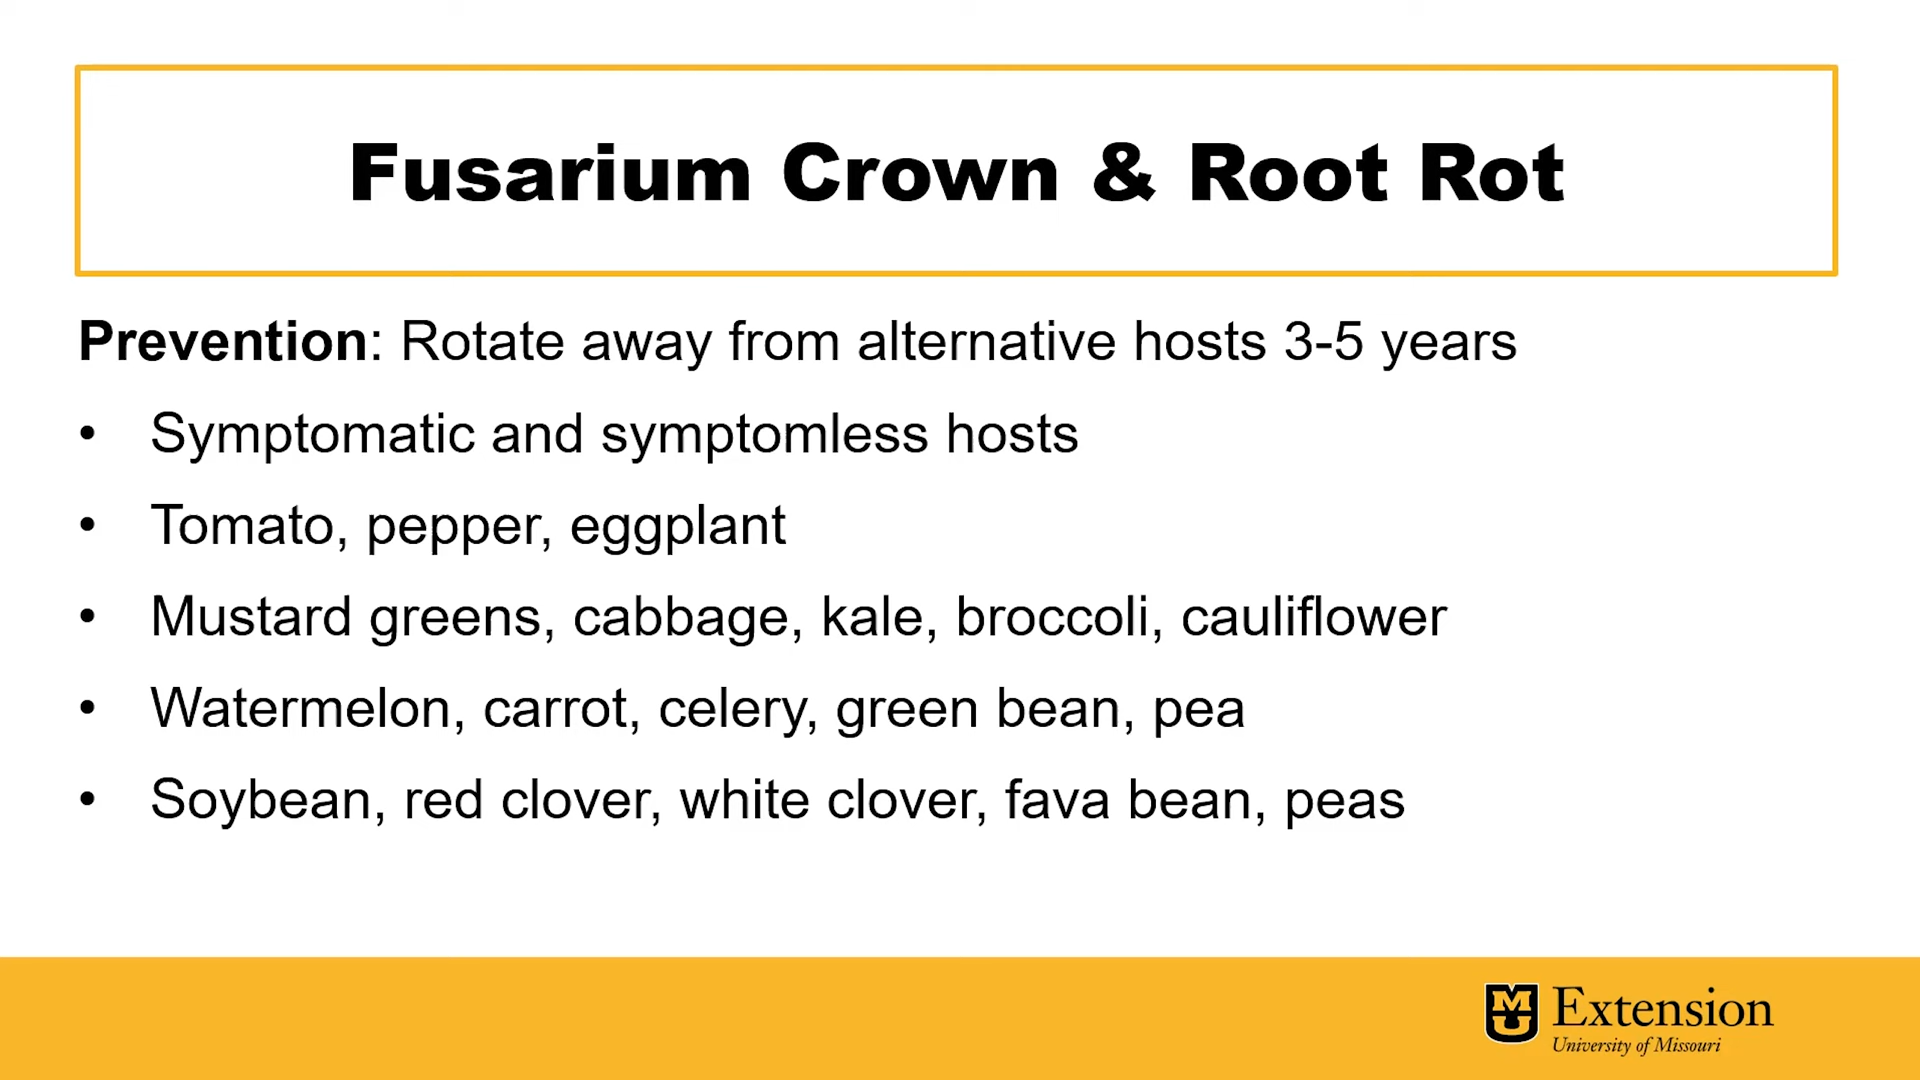 Fusarium Crown & Root Rot
Prevention: Rotate away from alternative hosts 3-5 years
• Symptomatic and symptomless hosts
• Tomato, pepper, eggplant
• Mustard greens, cabbage, kale, broccoli, cauliflower
• Watermelon, carrot, celery, green bean, pea
• Soybean, red clover, white clover, fava bean, peas
MU Extension
University of Missouri